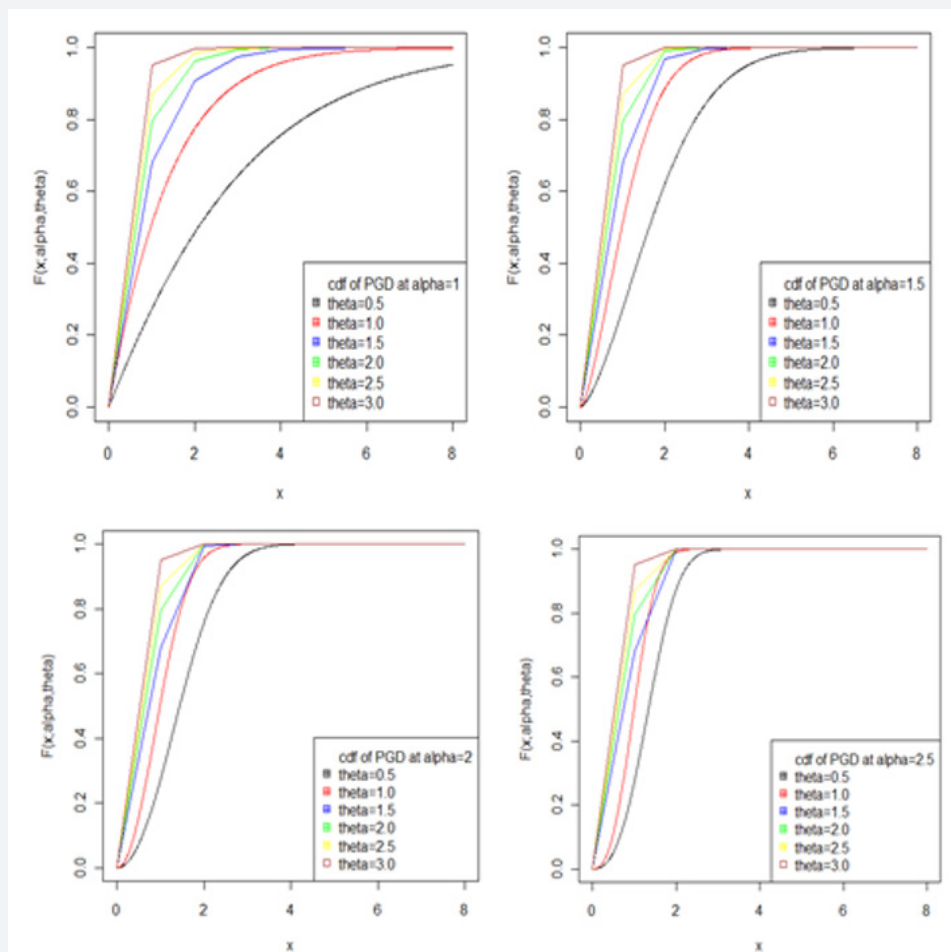 F(x;alpha,theta)
1.0
0.8
0.6
0.4
0.2
0.0
cdf of PGD at alpha=1
theta=0.5
theta=1.0
theta=1.5
theta=2.0
theta=2.5
theta=3.0
0 2 4 6 8
x
F(x;alpha,theta)
1.0
0.8
0.6
0.4
0.2
0.0
cdf of PGD at alpha=1.5
theta=0.5
theta=1.0
theta=1.5
theta=2.0
theta=2.5
theta=3.0
0 2 4 6 8
x
F(x;alpha,theta)
1.0
0.8
0.6
0.4
0.2
0.0
cdf of PGD at alpha=2
theta=0.5
theta=1.0
theta=1.5
theta=2.0
theta=2.5
theta=3.0
0 2 4 6 8
x
F(x;alpha,theta)
1.0
0.8
0.6
0.4
0.2
0.0
cdf of PGD at alpha=2.5
theta=0.5
theta=1.0
theta=1.5
theta=2.0
theta=2.5
theta=3.0
0 2 4 6 8
x